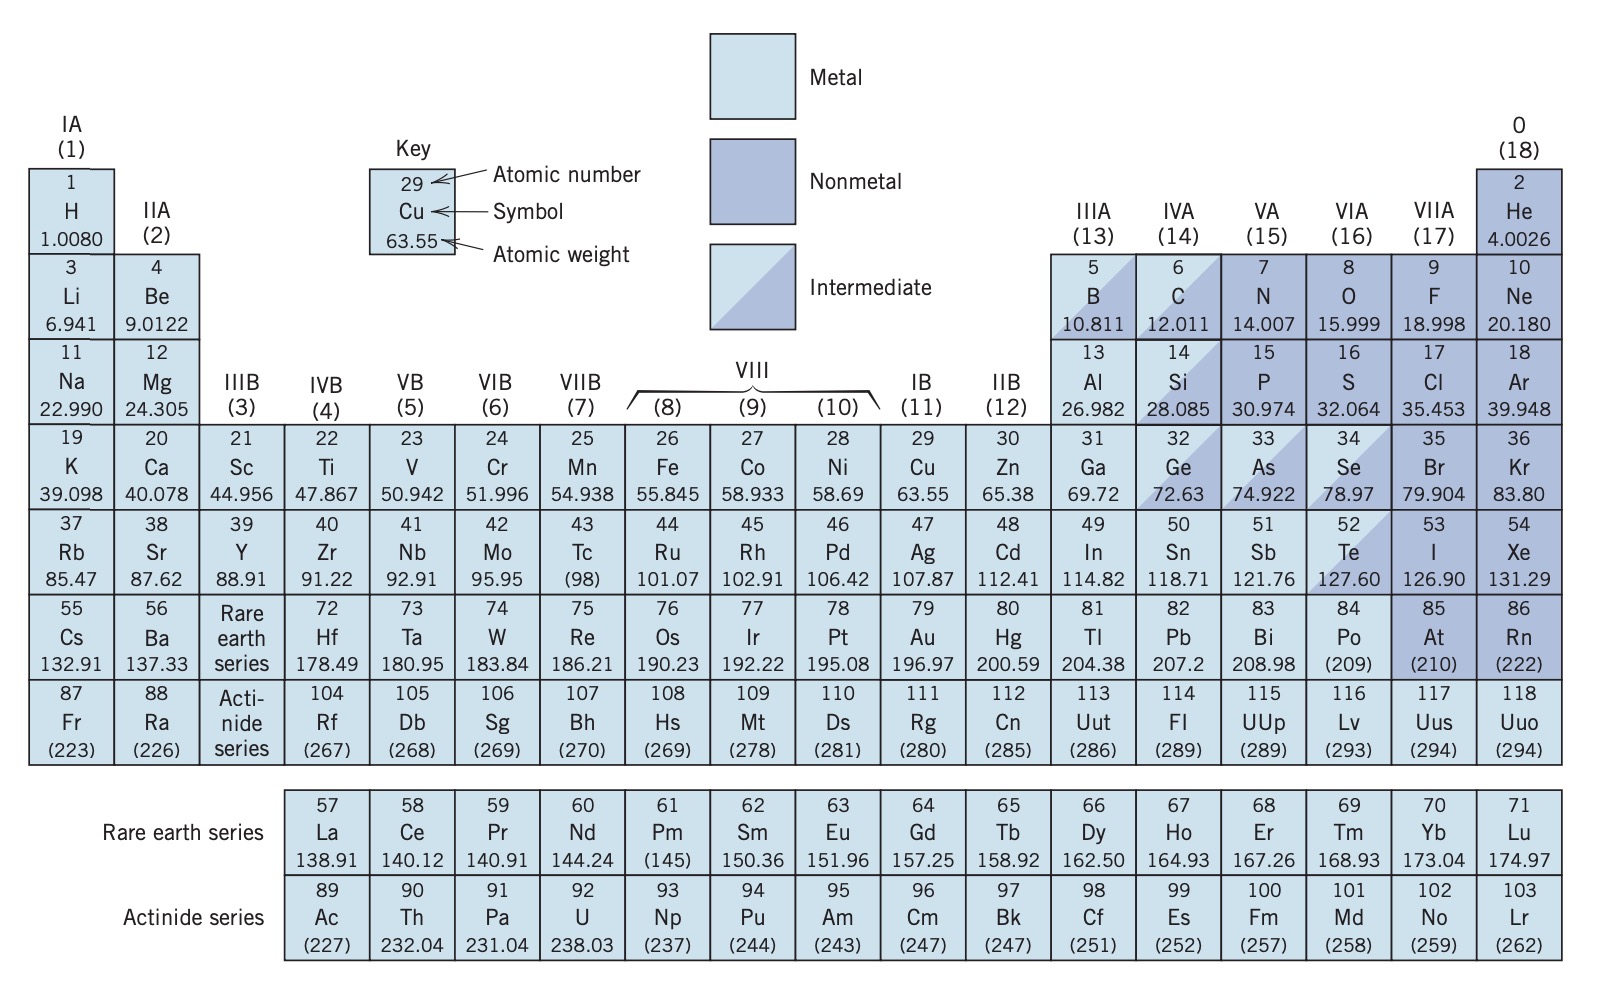 Metal
IA
(1)
0
(18)
Key
Nonmetal
1
H
1.0080
IIA
(2)
29
Cu
63.55
Atomic number
Symbol
Atomic weight
IIIA
(13)
IVA
(14)
VA
(15)
VIA
(16)
VIIA
(17)
2
He
4.0026
Intermediate
3 4 5 6 7 8 9 10
Li Be B C N O F Ne
6.941 9.0122 10.811 12.011 14.007 15.999 18.998 20.180
11 12 13 14 15 16 17 18
Na Mg Al Si P S Cl Ar
22.990 24.305 26.982 28.085 30.974 32.064 35.453 39.948
VIII
IIIB IVB VB VIB VIIB IB IIB
(3) (4) (5) (6) (7) (8) (9) (10) (11) (12)
19 20 21 22 23 24 25 26 27 28 29 30 31 32 33 34 35 36
K Ca Sc Ti V Cr Mn Fe Co Ni Cu Zn Ga Ge As Se Br Kr
39.098 40.078 44.956 47.867 50.942 51.996 54.938 55.845 58.933 58.69 63.55 65.38 69.72 72.63 74.922 78.97 79.904 83.80
37 38 39 40 41 42 43 44 45 46 47 48 49 50 51 52 53 54
Rb Sr Y Zr Nb Mo Tc Ru Rh Pd Ag Cd In Sn Sb Te I Xe
85.47 87.62 88.91 91.22 92.91 95.95 (98) 101.07 102.91 106.42 107.87 112.41 114.82 118.71 121.76 127.60 126.90 131.29
55 56 Rare 72 73 74 75 76 77 78 79 80 81 82 83 84 85 86
Cs Ba earth Hf Ta W Re Os Ir Pt Au Hg Tl Pb Bi Po At Rn
132.91 137.33 series 178.49 180.95 183.84 186.21 190.23 192.22 195.08 196.97 200.59 204.38 207.2 208.98 (209) (210) (222)
87 88 Acti- 104 105 106 107 108 109 110 111 112 113 114 115 116 117 118
Fr Ra nide Rf Db Sg Bh Hs Mt Ds Rg Cn Uut Fl UUp Lv Uus Uuo
(223) (226) series (267) (268) (269) (270) (269) (278) (281) (280) (285) (286) (289) (289) (293) (294) (294)
57 58 59 60 61 62 63 64 65 66 67 68 69 70 71
Rare earth series La Ce Pr Nd Pm Sm Eu Gd Tb Dy Ho Er Tm Yb Lu
138.91 140.12 140.91 144.24 (145) 150.36 151.96 157.25 158.92 162.50 164.93 167.26 168.93 173.04 174.97
89 90 91 92 93 94 95 96 97 98 99 100 101 102 103
Actinide series Ac Th Pa U Np Pu Am Cm Bk Cf Es Fm Md No Lr
(227) 232.04 231.04 238.03 (237) (244) (243) (247) (247) (251) (252) (257) (258) (259) (262)